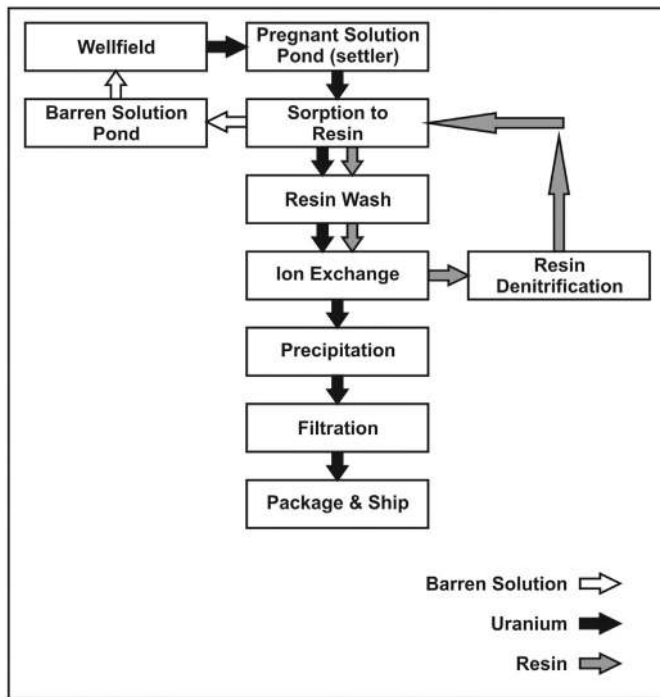 Wellfield
Pregnant Solution
Pond (settler)
Barren Solution
Pond
Sorption to
Resin
Resin Wash
Ion Exchange
Resin
Denitrification
Precipitation
Filtration
Package & Ship
Barren Solution
Uranium
Resin